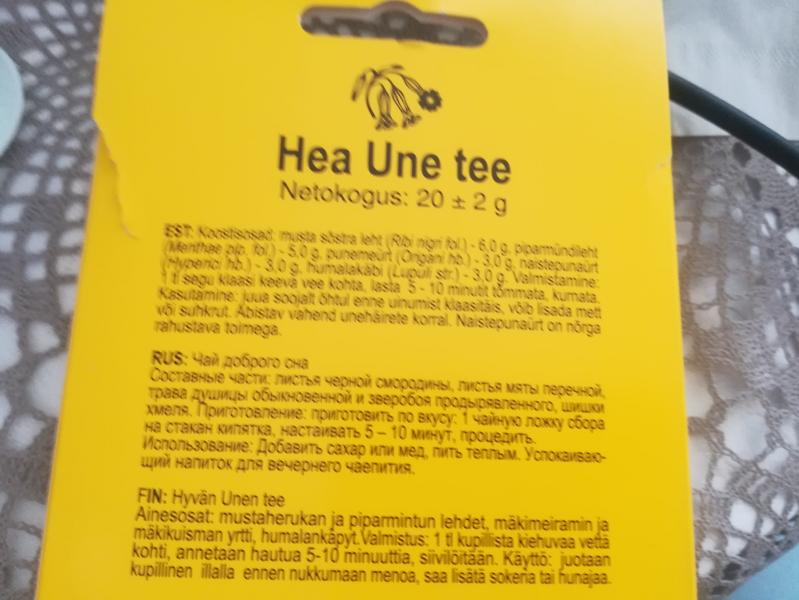 Hea Une tee
Netokogus: 20 ± 2 g
EST: Koostisosad: musta sõstra leht (Ribi nigri fol.) - 6,0 g, piparmündileht
(Menthae pip. fol.) - 5,0 g, punemeürt (Origani hb.) - 3,0 g, naistepunaürt
(Hyperici hb.) - 3,0 g, humalakäbi (Lupuli str.) - 3,0 g. Valmistamine:
1 tl segu klaasi keeva vee kohta, lasta 5 - 10 minutit tõmmata, kurnata.
Kasutamine: juua soojalt õhtul enne uinumist klaasitäis, võib lisada mett
või suhkrut. Abistav vahend unehäirete korral. Naistepunaürt on nõrga
rahustava toimega.
RUS: Чай доброго сна
Составные части: листья черной смородины, листья мяты перечной,
трава душицы обыкновенной и зверобоя продырявленного, шишки
хмеля. Приготовление: приготовить по вкусу: 1 чайную ложку сбора
на стакан кипятка, настаивать 5 – 10 минут, процедить.
Использование: Добавить сахар или мед, пить теплым. Успокаиваю-
щий напиток для вечернего чаепития.
FIN: Hyvän Unen tee
Ainesosat: mustaherukan ja piparmintun lehdet, mäkimeiramin ja
mäkikuisman yrtti, humalankäpyt.Valmistus: 1 tl kupillista kiehuvaa vettä
kohti, annetaan hautua 5-10 minuuttia, siivilöitään. Käyttö: juotaan
kupillinen illalla ennen nukkumaan menoa, saa lisätä sokeria tai hunajaa.